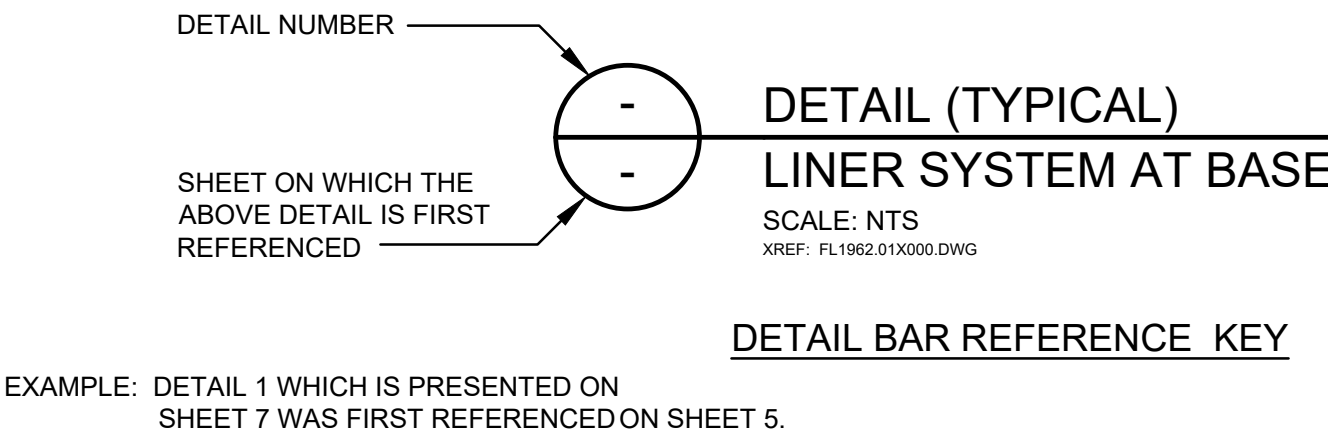 DETAIL NUMBER
-
DETAIL (TYPICAL)
-
LINER SYSTEM AT BASE
SHEET ON WHICH THE
ABOVE DETAIL IS FIRST
REFERENCED
SCALE: NTS
XREF: FL1962.01X000.DWG
DETAIL BAR REFERENCE KEY
EXAMPLE: DETAIL 1 WHICH IS PRESENTED ON
SHEET 7 WAS FIRST REFERENCED ON SHEET 5.